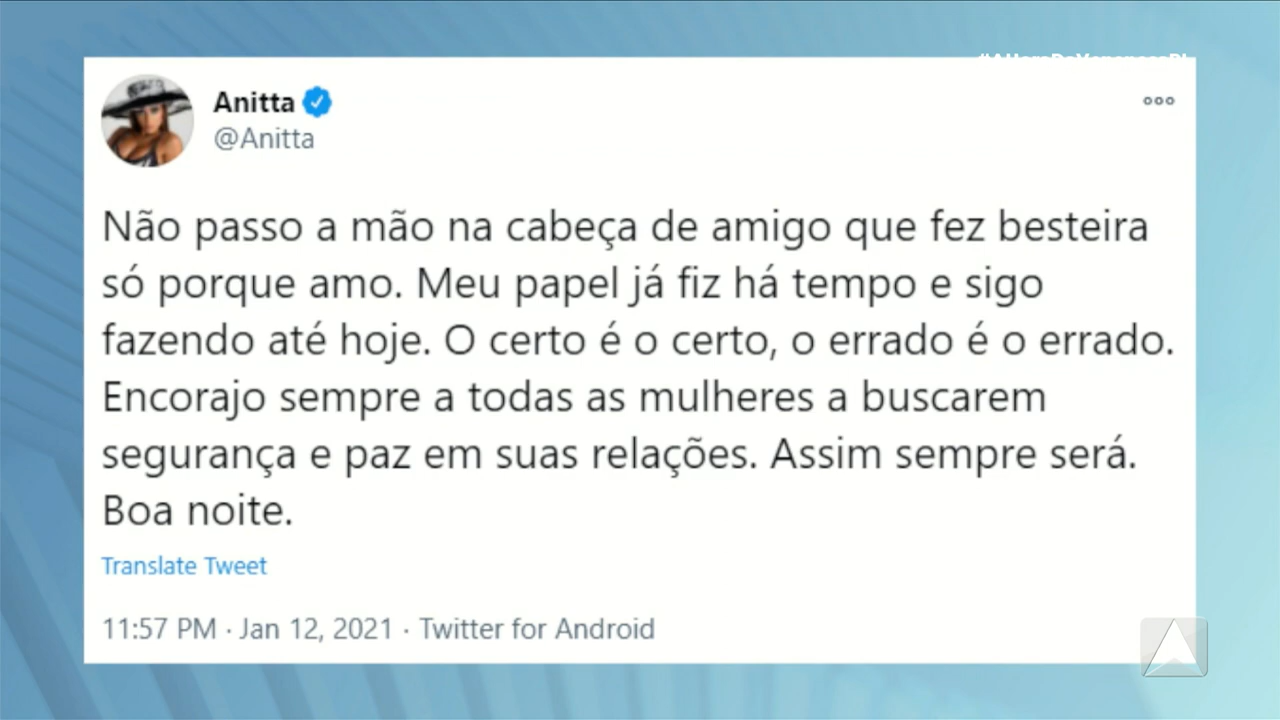 Anitta
@Anitta
Não passo a mão na cabeça de amigo que fez besteira
só porque amo. Meu papel já fiz há tempo e sigo
fazendo até hoje. O certo é o certo, o errado é o errado.
Encorajo sempre a todas as mulheres a buscarem
segurança e paz em suas relações. Assim sempre será.
Boa noite.
Translate Tweet
11:57 PM · Jan 12, 2021 · Twitter for Android